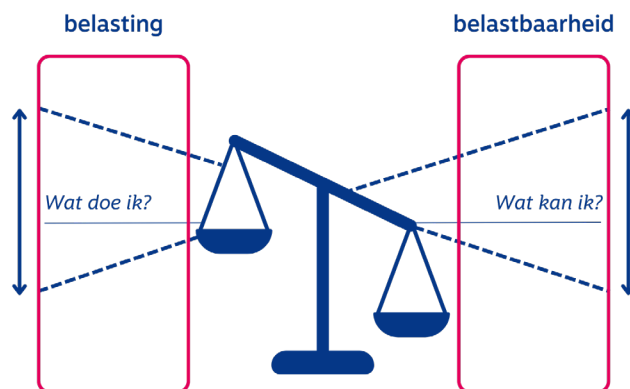 belasting
belastbaarheid
Wat doe ik?
Wat kan ik?